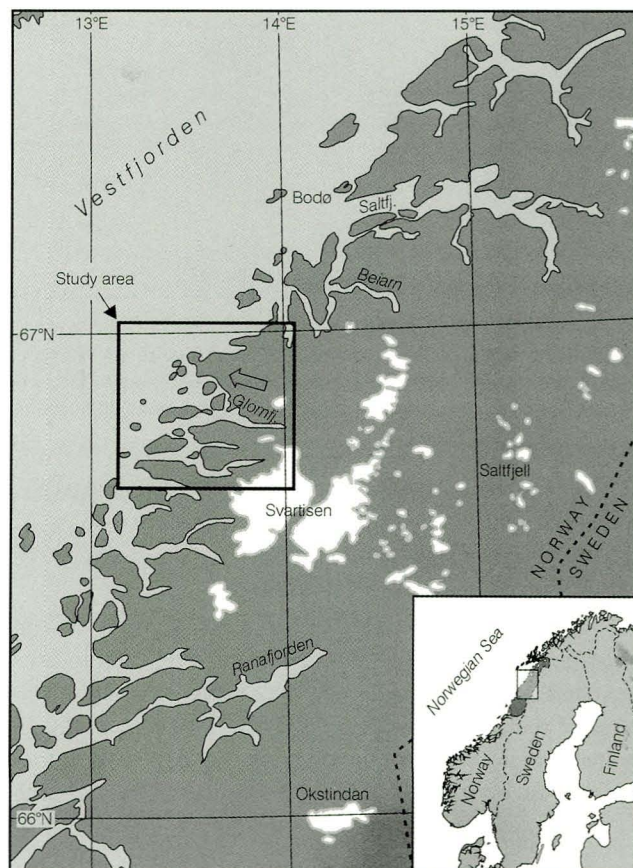 13°E
14°E
15°E
Vestfjorden
Bodø
Saltfj.
Beiarn
Study area
67°N
Glomfj.
Saltfjell
Svartisen
NORWAY
SWEDEN
Ranafjorden
Okstindan
66°N
Norwegian Sea
Norway
Sweden
Finland